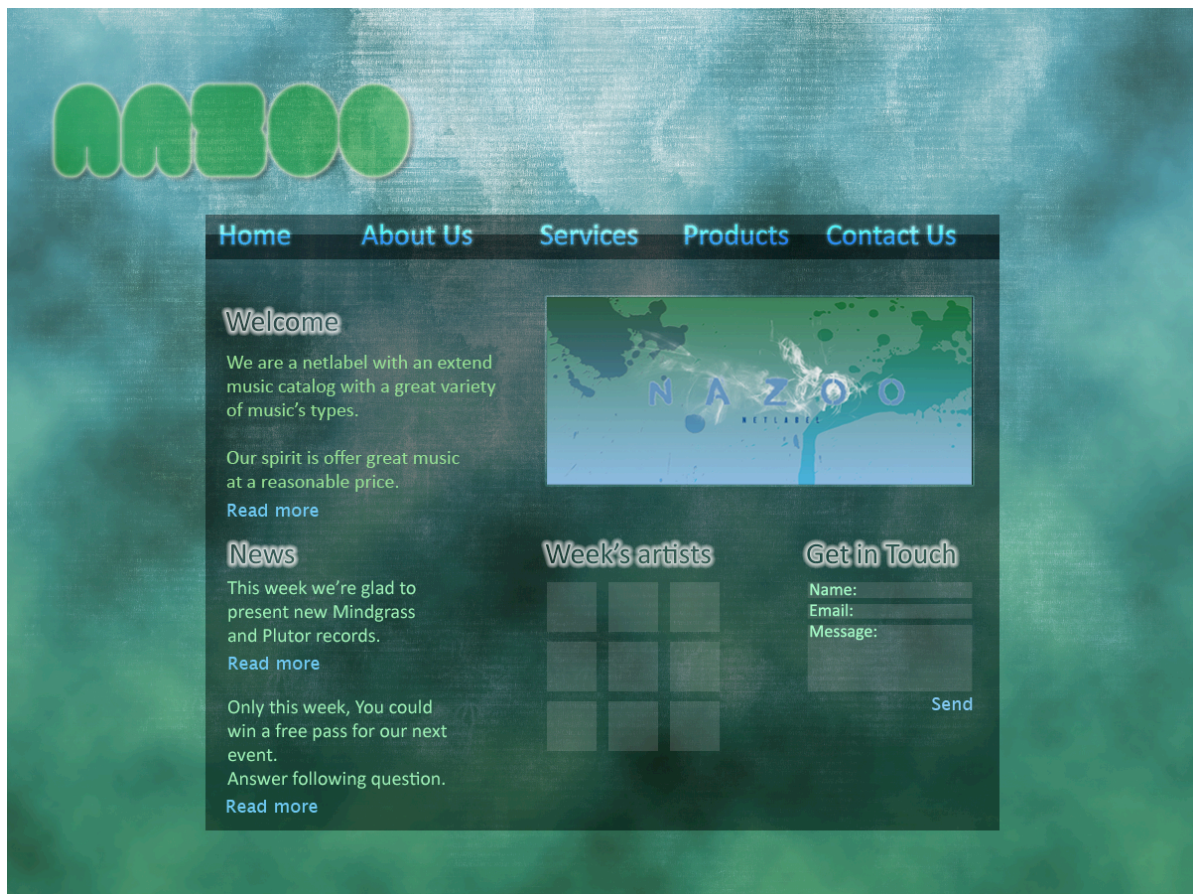 NAZOO
Home About Us Services Products Contact Us
Welcome
We are a netlabel with an extend
music catalog with a great variety
of music’s types.
Our spirit is offer great music
at a reasonable price.
Read more
NAZOO
NETLABEL
News
This week we’re glad to
present new Mindgrass
and Plutor records.
Read more
Only this week, You could
win a free pass for our next
event.
Answer following question.
Read more
Week’s artists
Get in Touch
Name:
Email:
Message:
Send